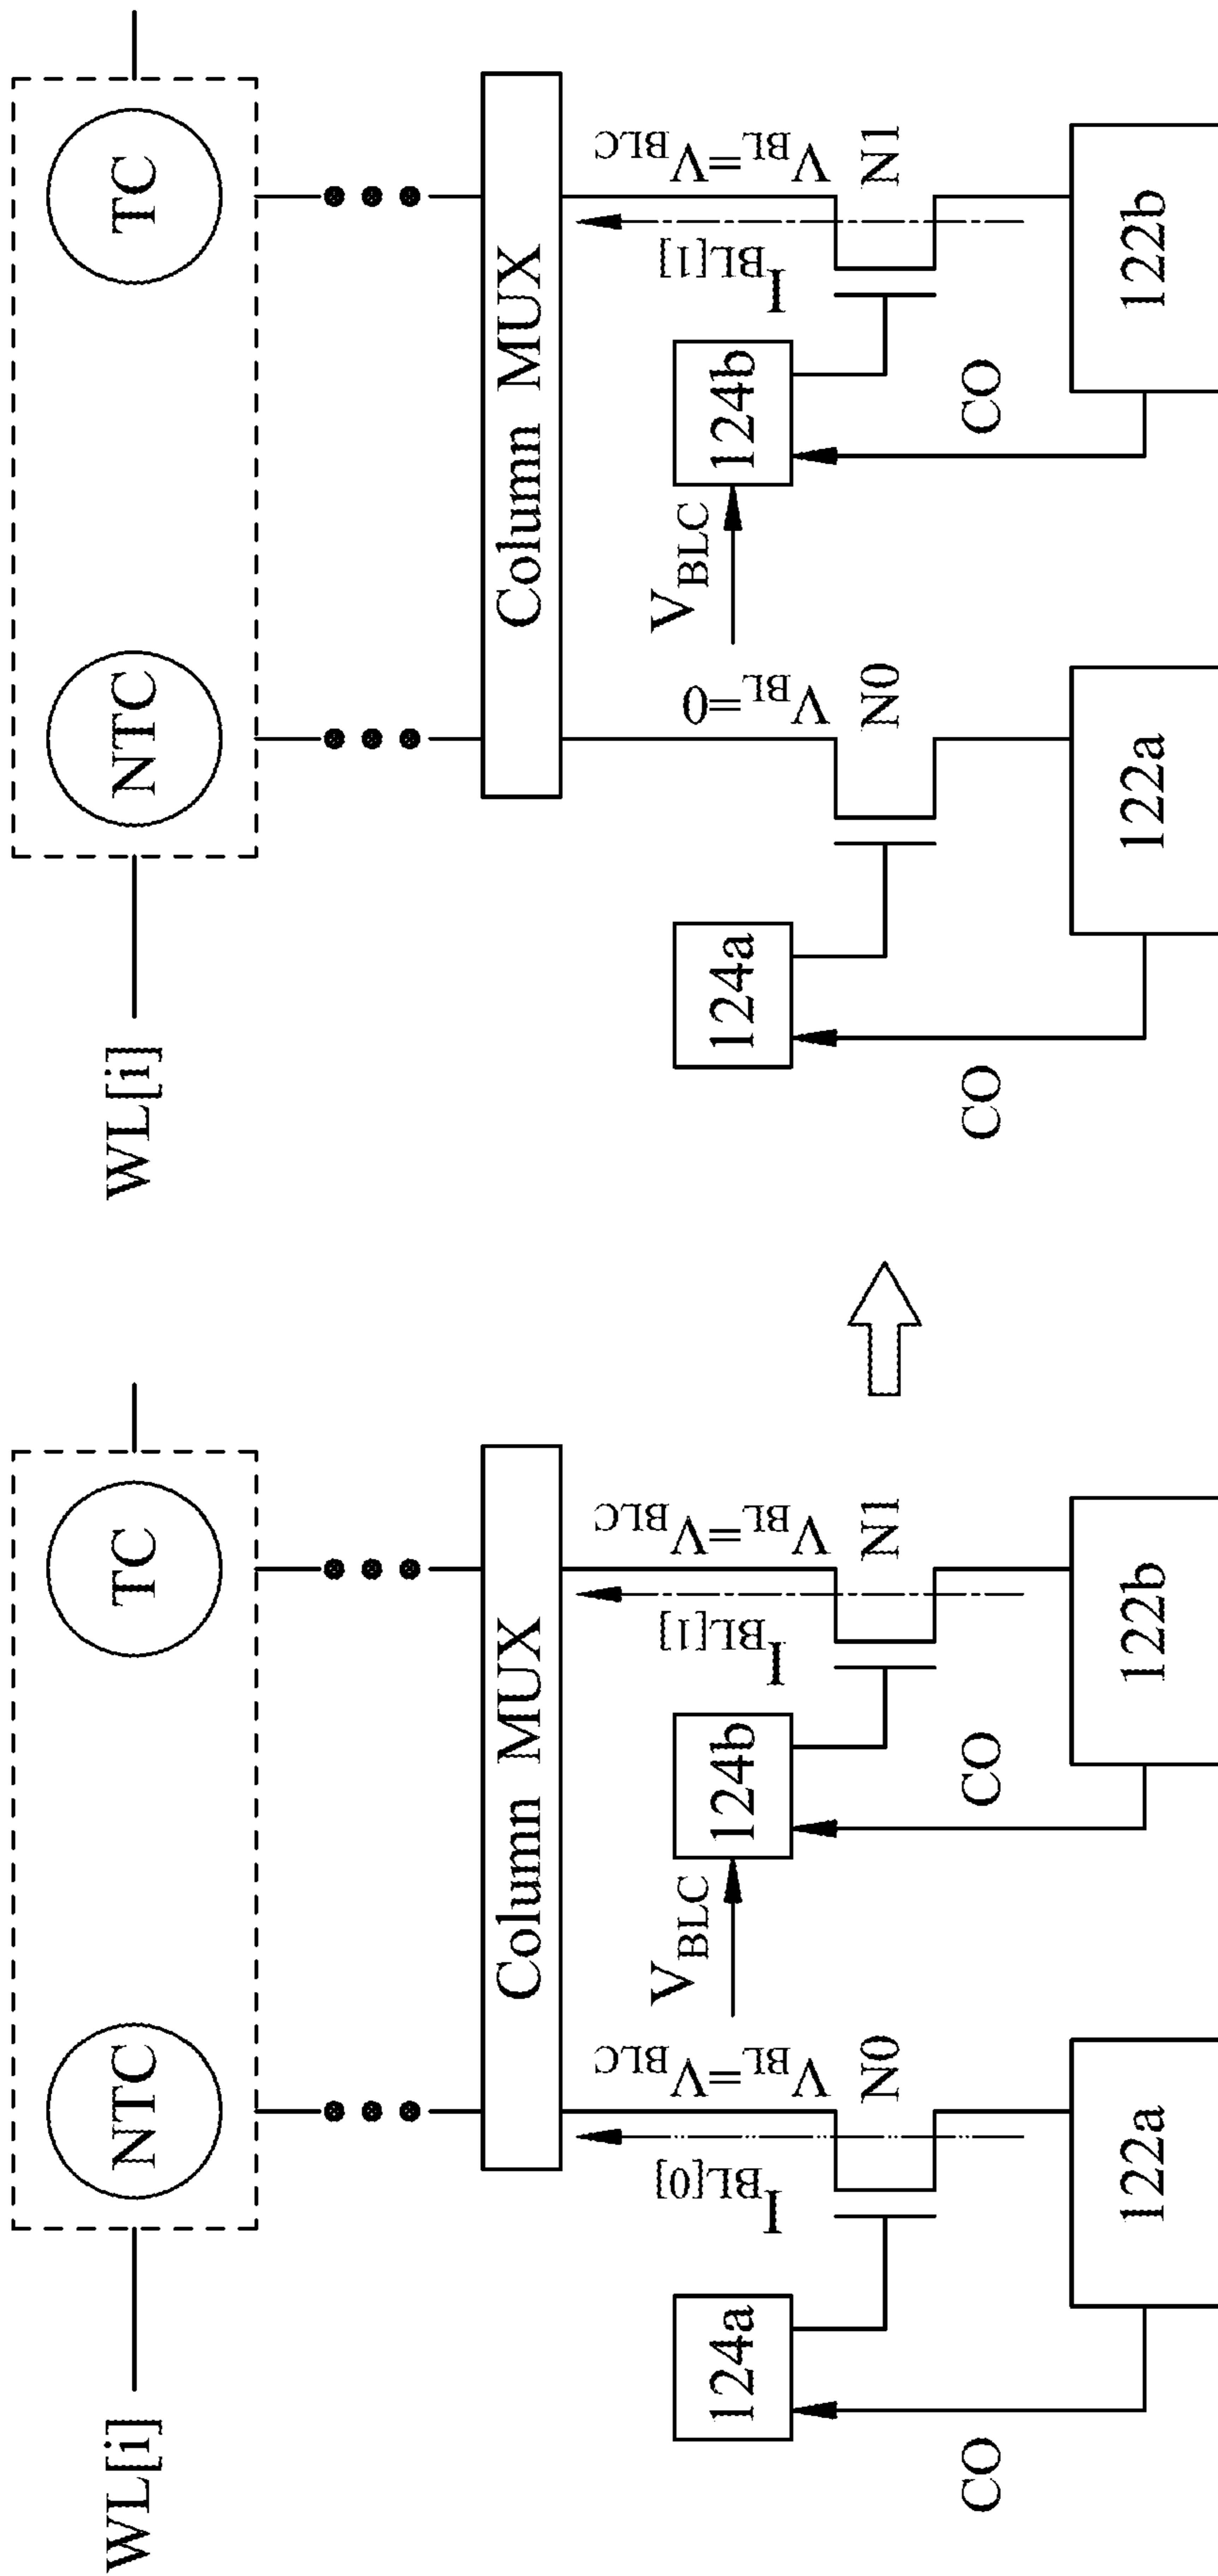 WL[i]
NTC
TC
Column MUX
I_BL[0]
V_BL=V_BLC
V_BLC
I_BL[1]
V_BL=V_BLC
124a
N0
124b
N1
CO
CO
122a
122b
WL[i]
NTC
TC
Column MUX
V_BL=0
V_BLC
I_BL[1]
V_BL=V_BLC
124a
N0
124b
N1
CO
CO
122a
122b